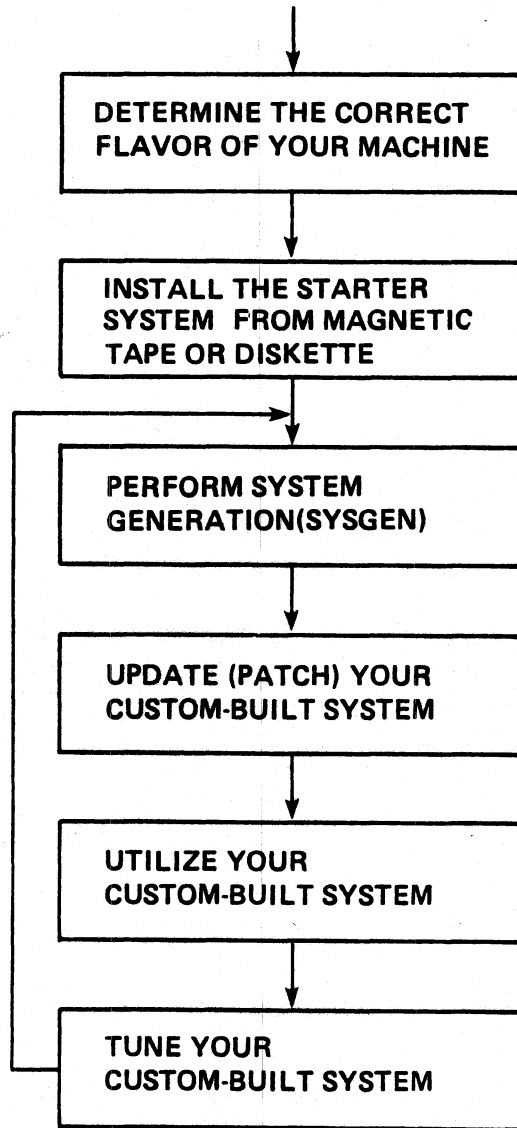 DETERMINE THE CORRECT
FLAVOR OF YOUR MACHINE
INSTALL THE STARTER
SYSTEM FROM MAGNETIC
TAPE OR DISKETTE
PERFORM SYSTEM
GENERATION(SYSGEN)
UPDATE (PATCH) YOUR
CUSTOM-BUILT SYSTEM
UTILIZE YOUR
CUSTOM-BUILT SYSTEM
TUNE YOUR
CUSTOM-BUILT SYSTEM